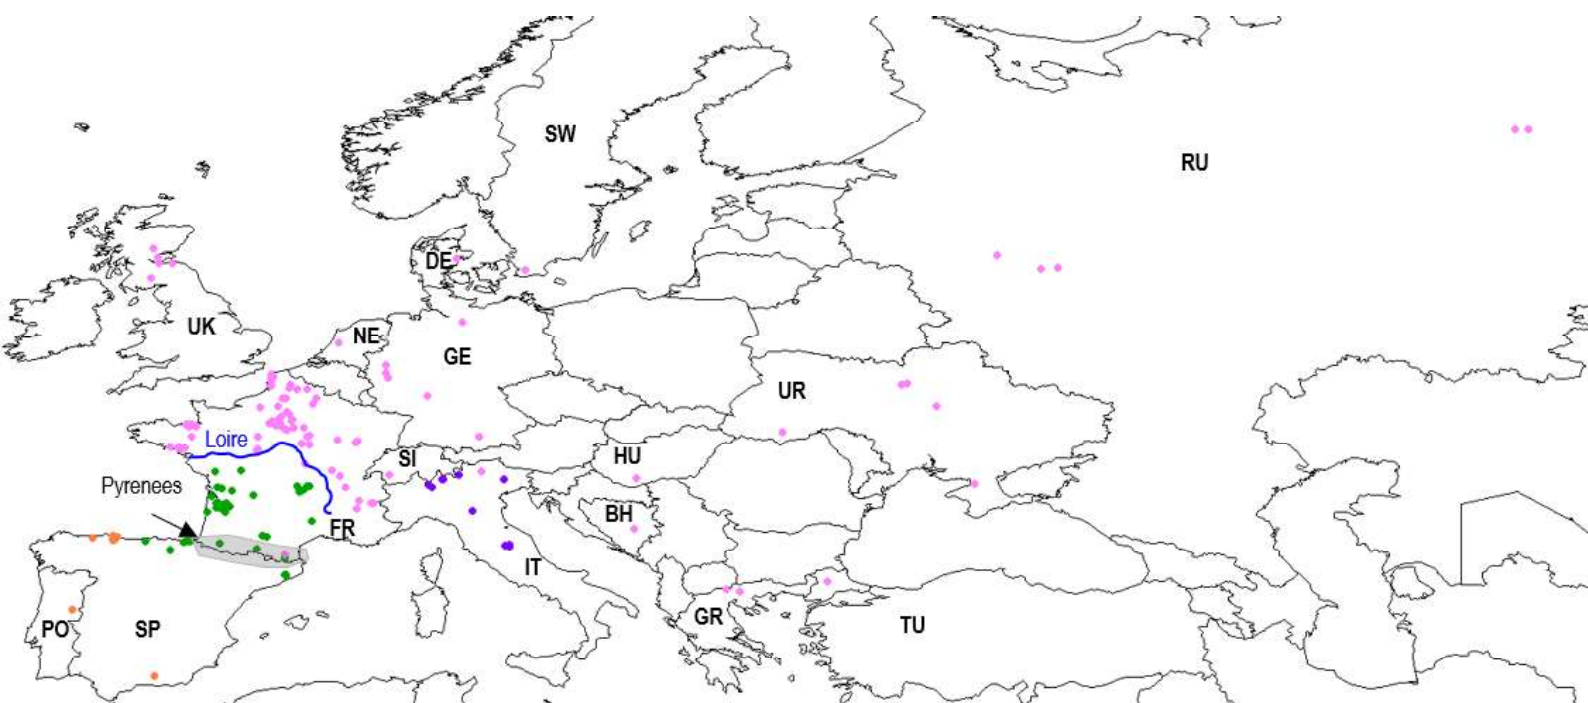 SW
RU
DE
UK
NE
GE
UR
Loire
SI
HU
Pyrenees
BH
FR
IT
GR
PO
SP
TU